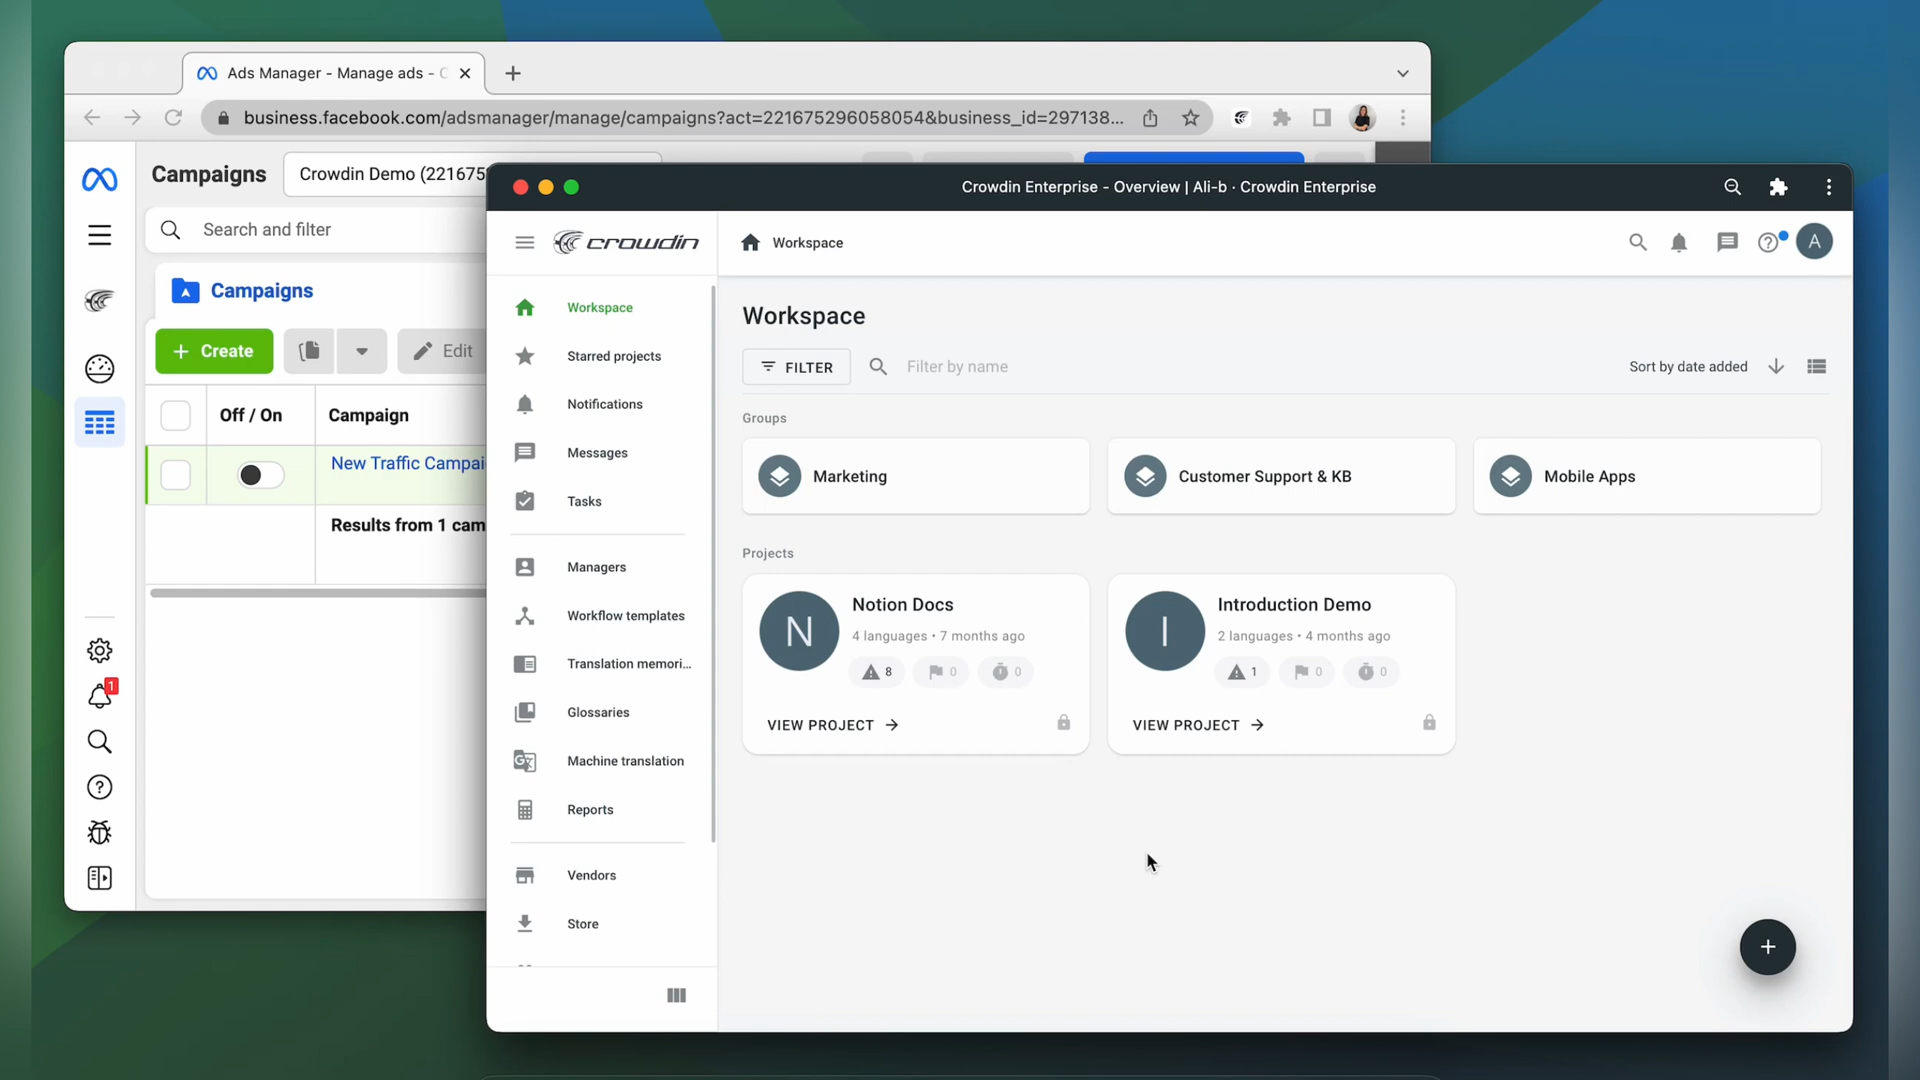 Ads Manager - Manage ads - C
business.facebook.com/adsmanager/manage/campaigns?act=221675296058054&business_id=297138...
Campaigns
Crowdin Demo (221675
Search and filter
Campaigns
+ Create
Edit
Off / On
Campaign
New Traffic Campai
Results from 1 cam
1
Crowdin Enterprise - Overview | Ali-b · Crowdin Enterprise
crowdin
Workspace
A
Workspace
Starred projects
Notifications
Messages
Tasks
Managers
Workflow templates
Translation memori...
Glossaries
Machine translation
Reports
Vendors
Store
Workspace
FILTER
Filter by name
Sort by date added
Groups
Marketing
Customer Support & KB
Mobile Apps
Projects
N
Notion Docs
4 languages • 7 months ago
8
0
0
VIEW PROJECT
I
Introduction Demo
2 languages • 4 months ago
1
0
0
VIEW PROJECT
+